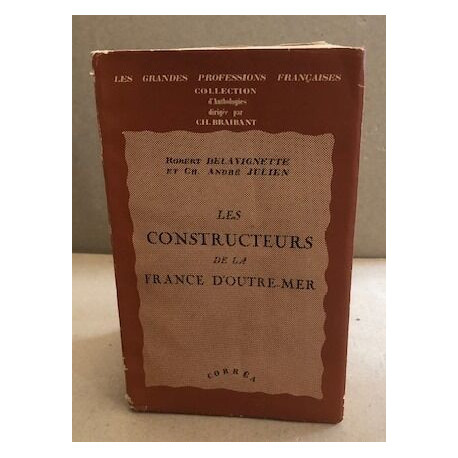 LES GRANDES PROFESSIONS FRANÇAISES
COLLECTION
d'Anthologies
dirigée par
CH. BRAIBANT
ROBERT DELAVIGNETTE
ET CH. ANDRÉ JULIEN
LES
CONSTRUCTEURS
DE LA
FRANCE D'OUTRE-MER
CORRÊA